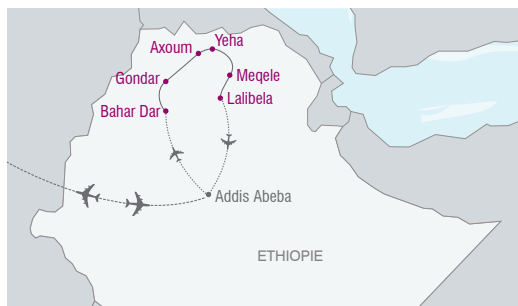 Yeha
Axoum
Gondar
Meqele
Lalibela
Bahar Dar
Addis Abeba
ETHIOPIE